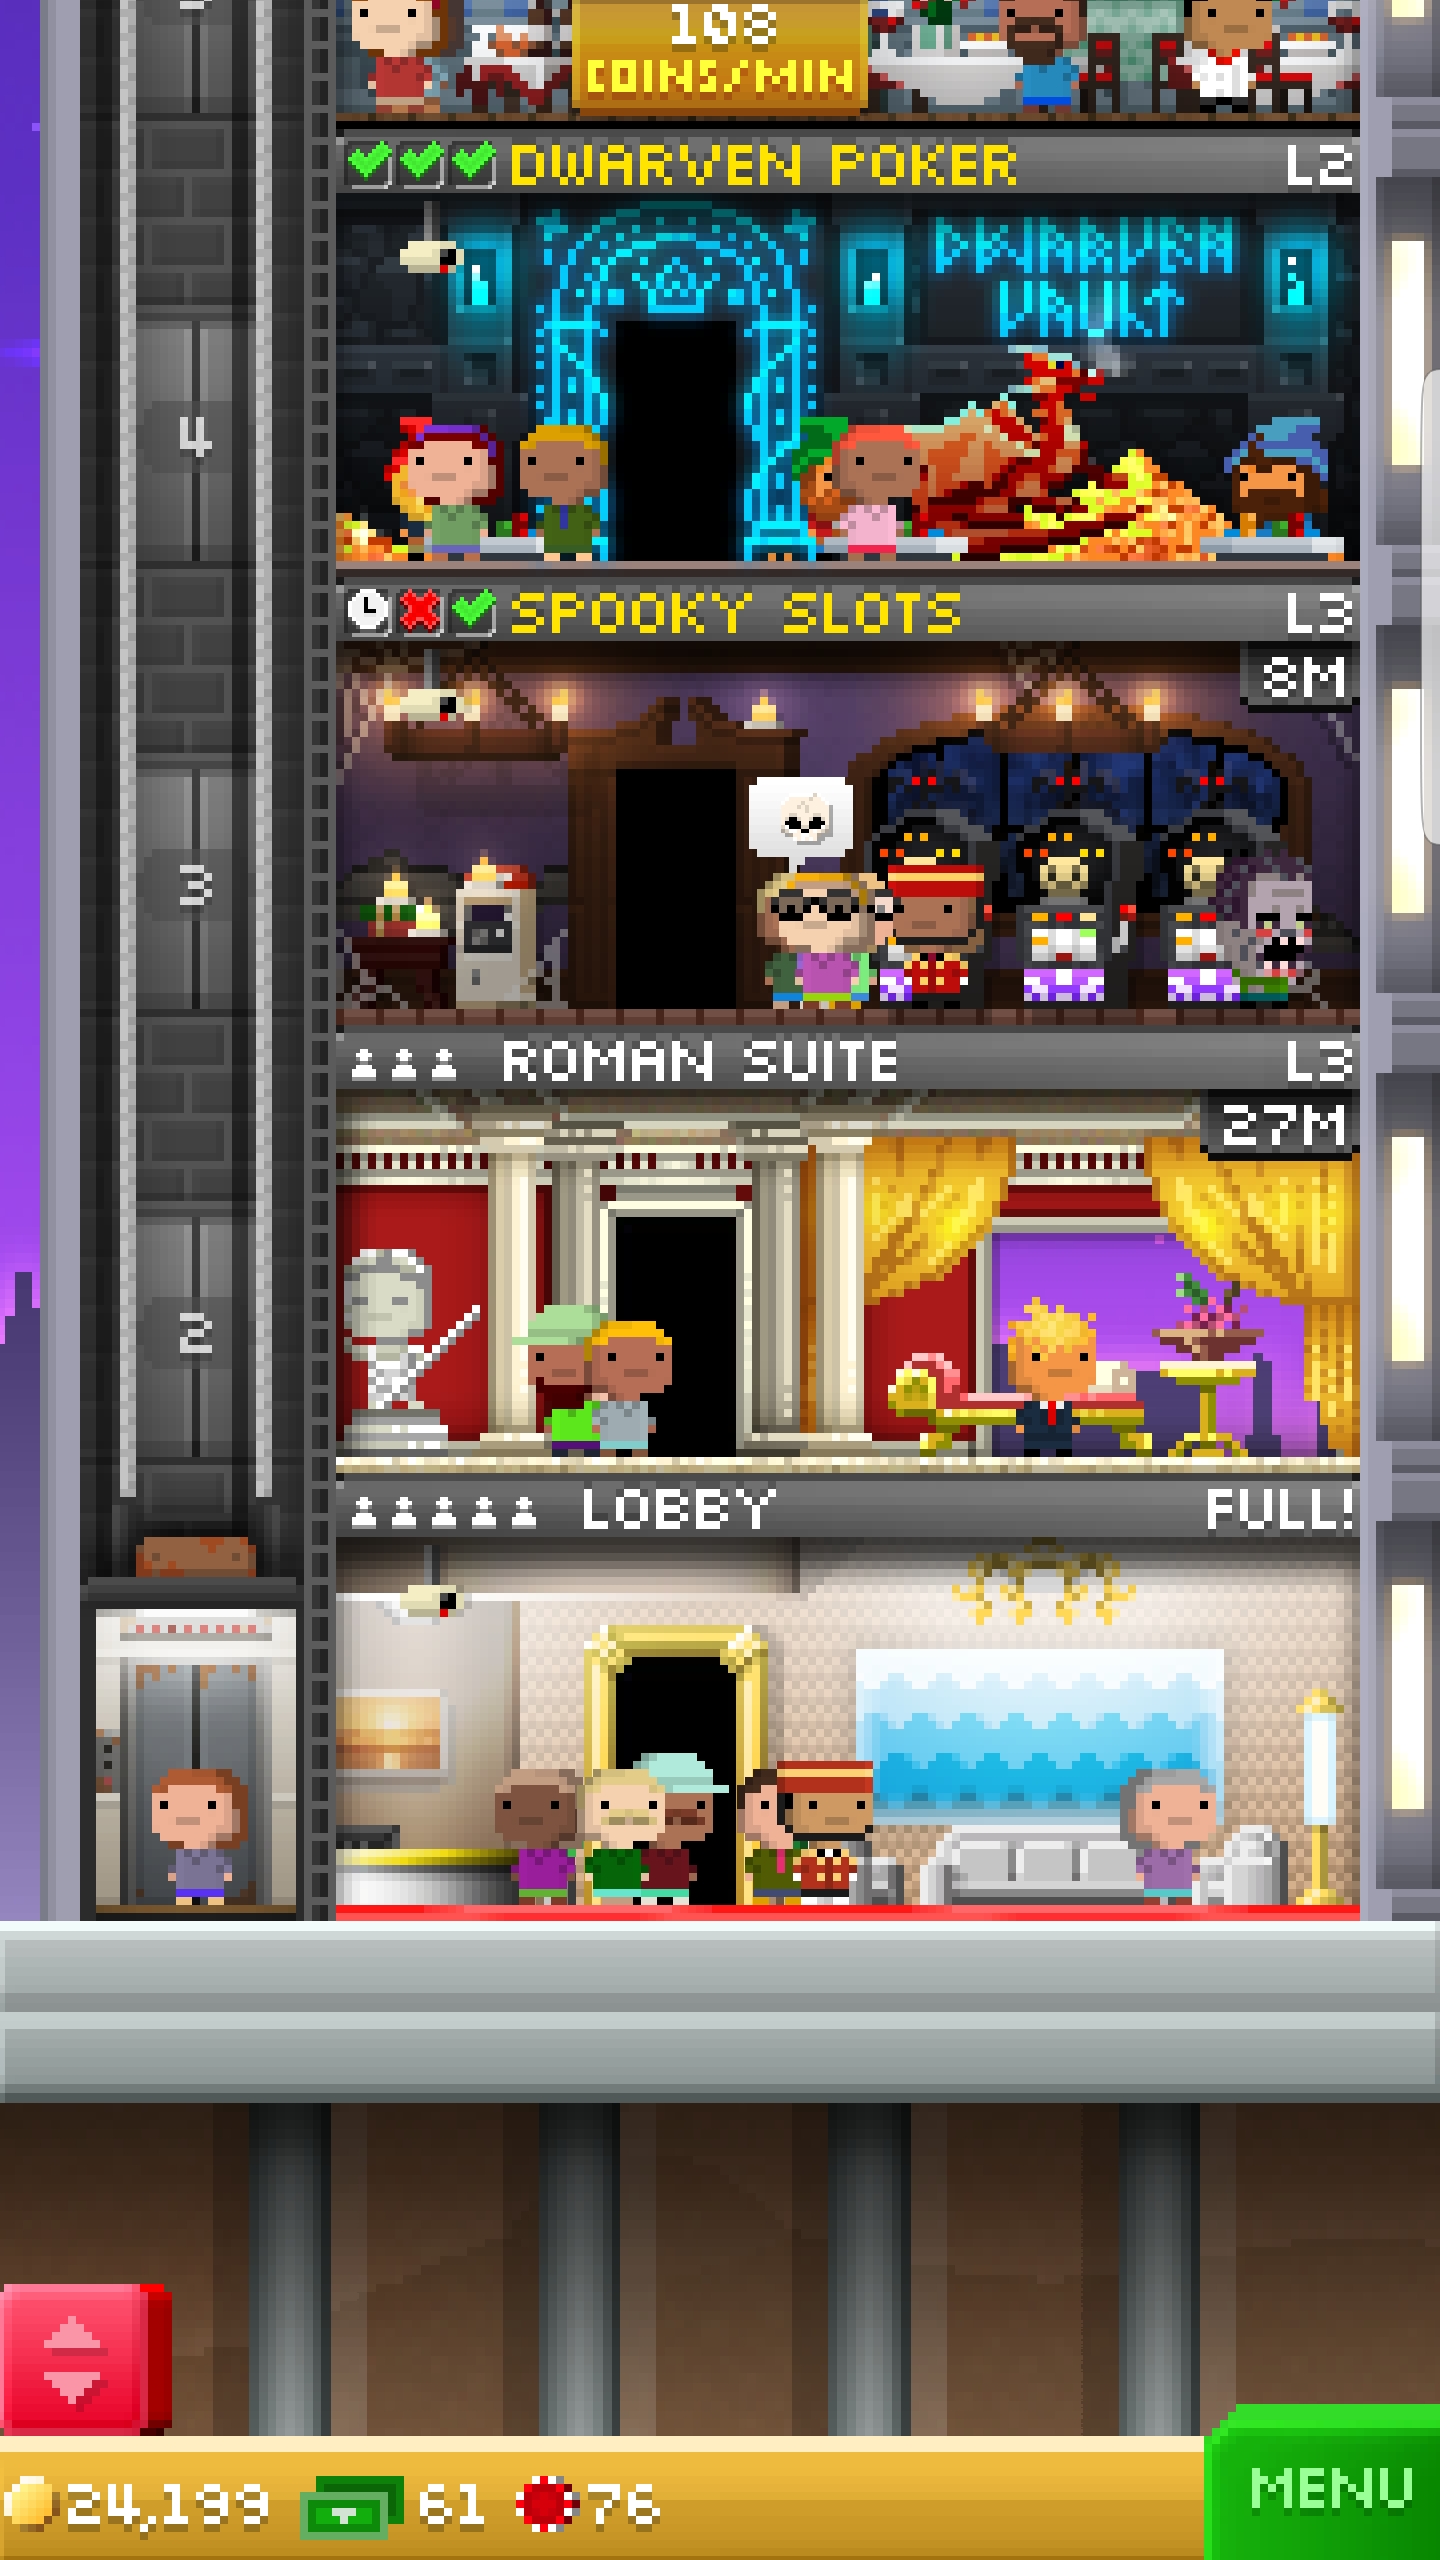 108
COINS/MIN
DWARVEN POKER L2
DWARVEN
VAULT
4
SPOOKY SLOTS L3
8M
3
ROMAN SUITE L3
27M
2
LOBBY FULL!
MENU
24,199 61 76